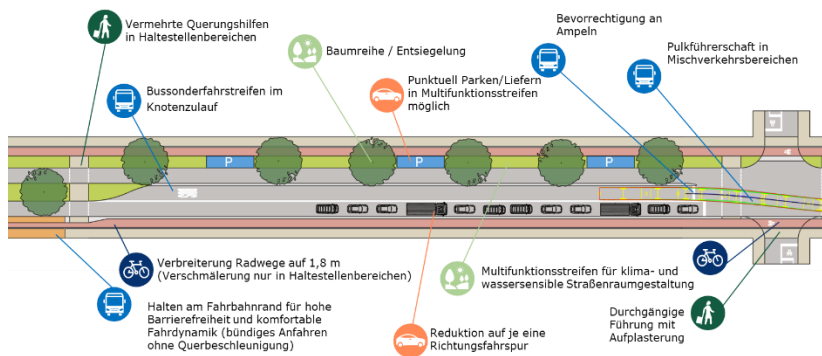 Vermehrte Querungshilfen
in Haltestellenbereichen
Baumreihe / Entsiegelung
Bevorrechtigung an
Ampeln
Pulkführerschaft in
Mischverkehrsbereichen
Punktuell Parken/Liefern
in Multifunktionsstreifen
möglich
Bussonderfahrstreifen im
Knotenzulauf
P
P
P
Verbreiterung Radwege auf 1,8 m
(Verschmälerung nur in Haltestellenbereichen)
Multifunktionsstreifen für klima- und
wassersensible Straßenraumgestaltung
Halten am Fahrbahnrand für hohe
Barrierefreiheit und komfortable
Fahrdynamik (bündiges Anfahren
ohne Querbeschleunigung)
Reduktion auf je eine
Richtungsfahrspur
Durchgängige
Führung mit
Aufplasterung